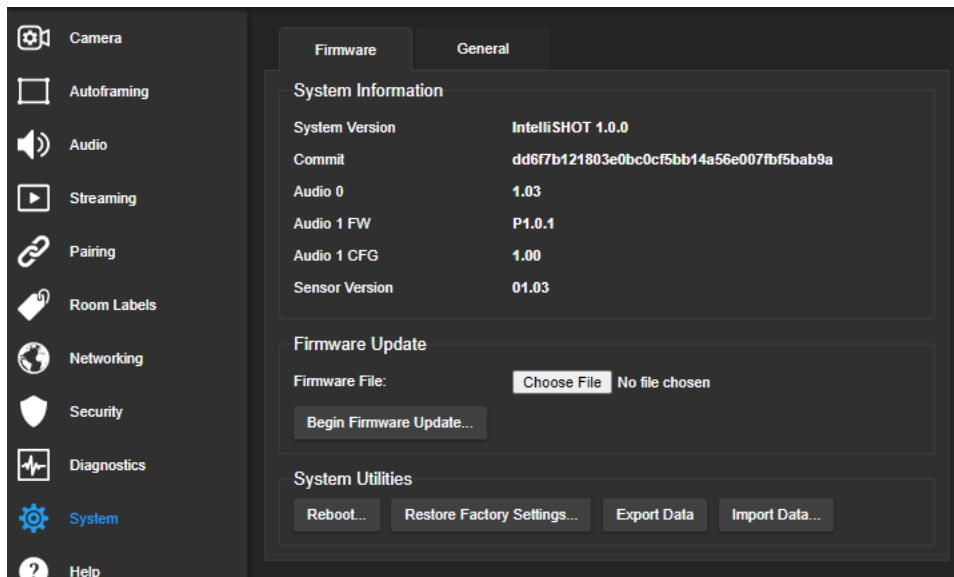 Camera
Autoframing
Audio
Streaming
Pairing
Room Labels
Networking
Security
Diagnostics
System
Help
Firmware General
System Information
System Version IntelliSHOT 1.0.0
Commit dd6f7b121803e0bc0cf5bb14a56e007fbf5bab9a
Audio 0 1.03
Audio 1 FW P1.0.1
Audio 1 CFG 1.00
Sensor Version 01.03
Firmware Update
Firmware File: Choose File No file chosen
Begin Firmware Update...
System Utilities
Reboot... Restore Factory Settings... Export Data Import Data...